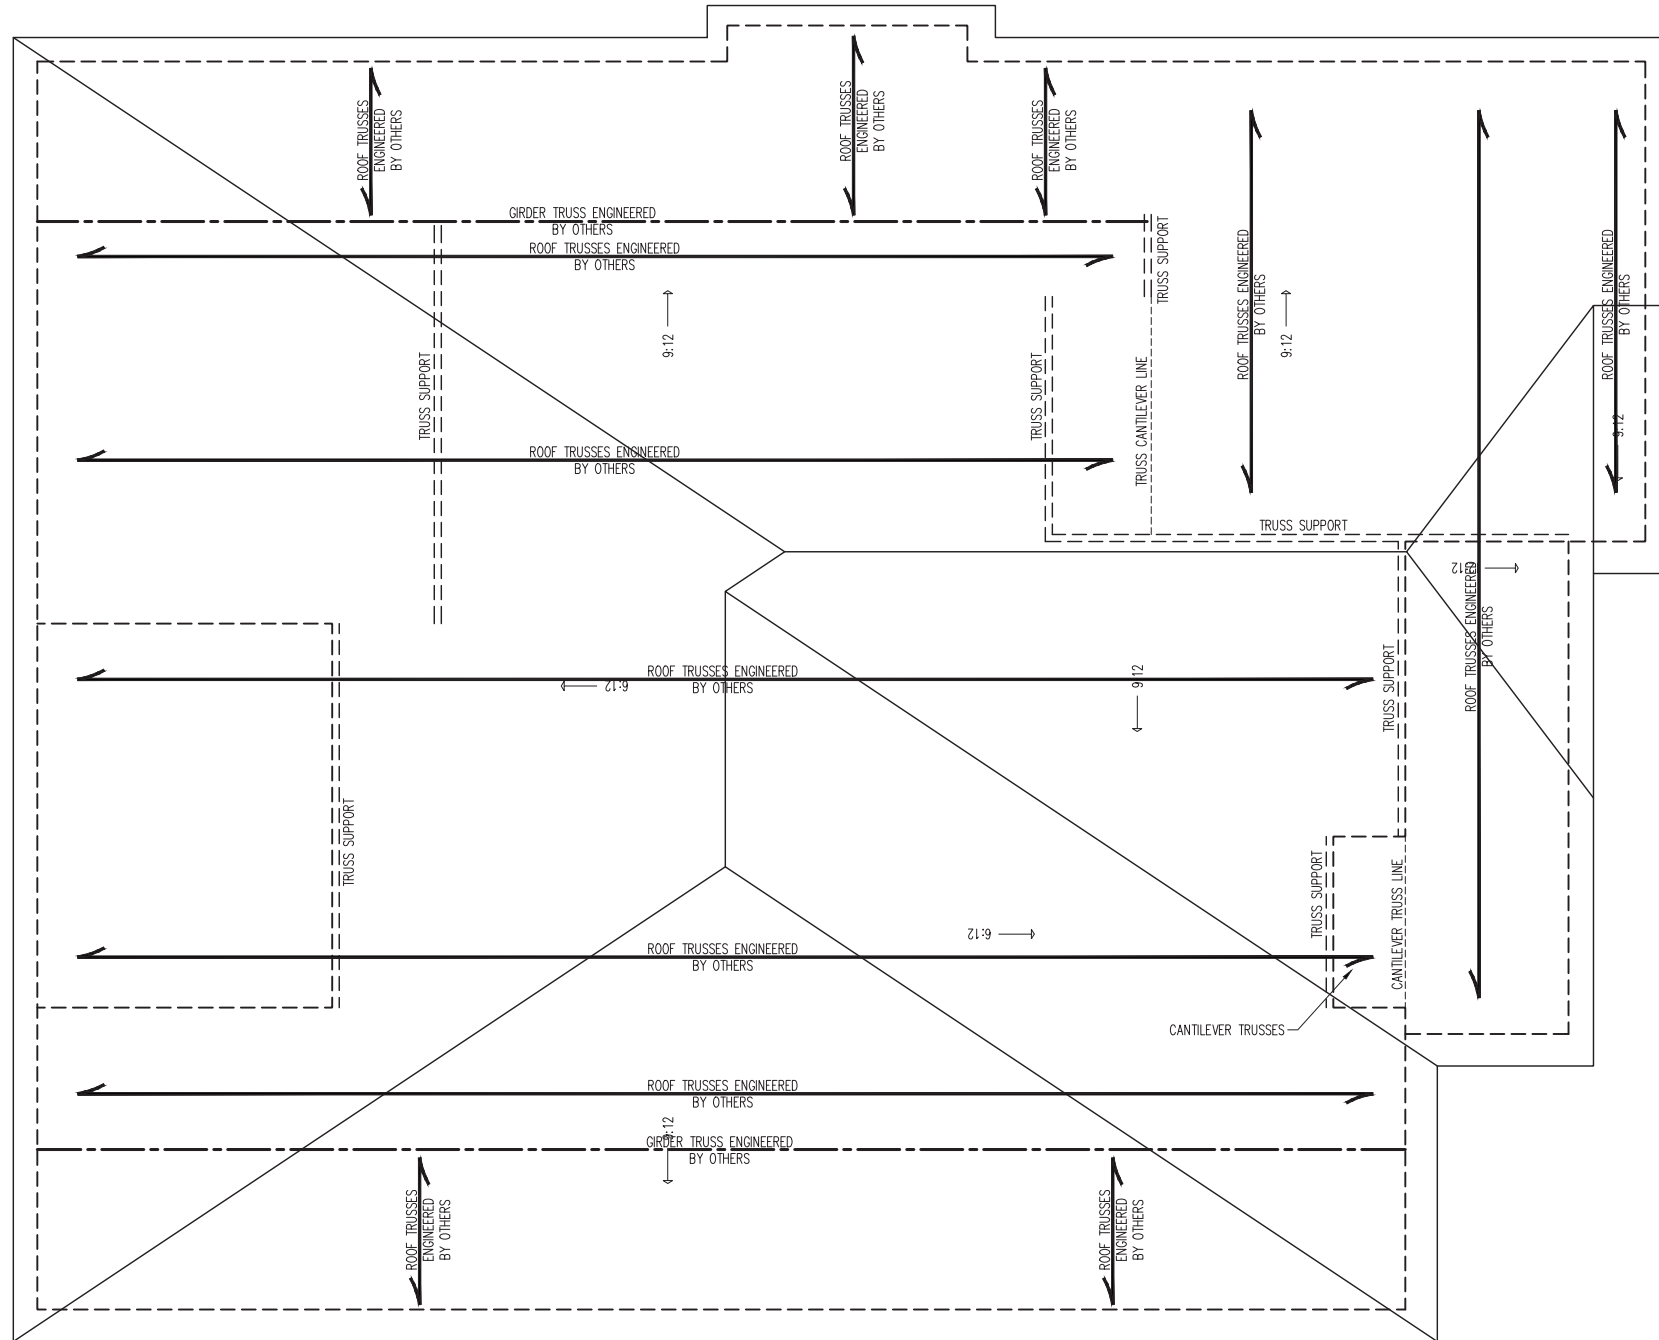 ROOF TRUSSES
ENGINEERED
BY OTHERS
ROOF TRUSSES
ENGINEERED
BY OTHERS
ROOF TRUSSES
ENGINEERED
BY OTHERS
GIRDER TRUSS ENGINEERED
BY OTHERS
ROOF TRUSSES ENGINEERED
BY OTHERS
TRUSS SUPPORT
9:12
TRUSS SUPPORT
TRUSS SUPPORT
TRUSS CANTILEVER LINE
ROOF TRUSSES ENGINEERED
BY OTHERS
9:12
ROOF TRUSSES ENGINEERED
BY OTHERS
9:12
ROOF TRUSSES ENGINEERED
BY OTHERS
TRUSS SUPPORT
6:12
ROOF TRUSSES ENGINEERED
BY OTHERS
ROOF TRUSSES ENGINEERED
BY OTHERS
6:12
9:12
TRUSS SUPPORT
TRUSS SUPPORT
TRUSS SUPPORT
CANTILEVER TRUSS LINE
6:12
ROOF TRUSSES ENGINEERED
BY OTHERS
CANTILEVER TRUSSES
ROOF TRUSSES ENGINEERED
BY OTHERS
9:12
GIRDER TRUSS ENGINEERED
BY OTHERS
ROOF TRUSSES
ENGINEERED
BY OTHERS
ROOF TRUSSES
ENGINEERED
BY OTHERS